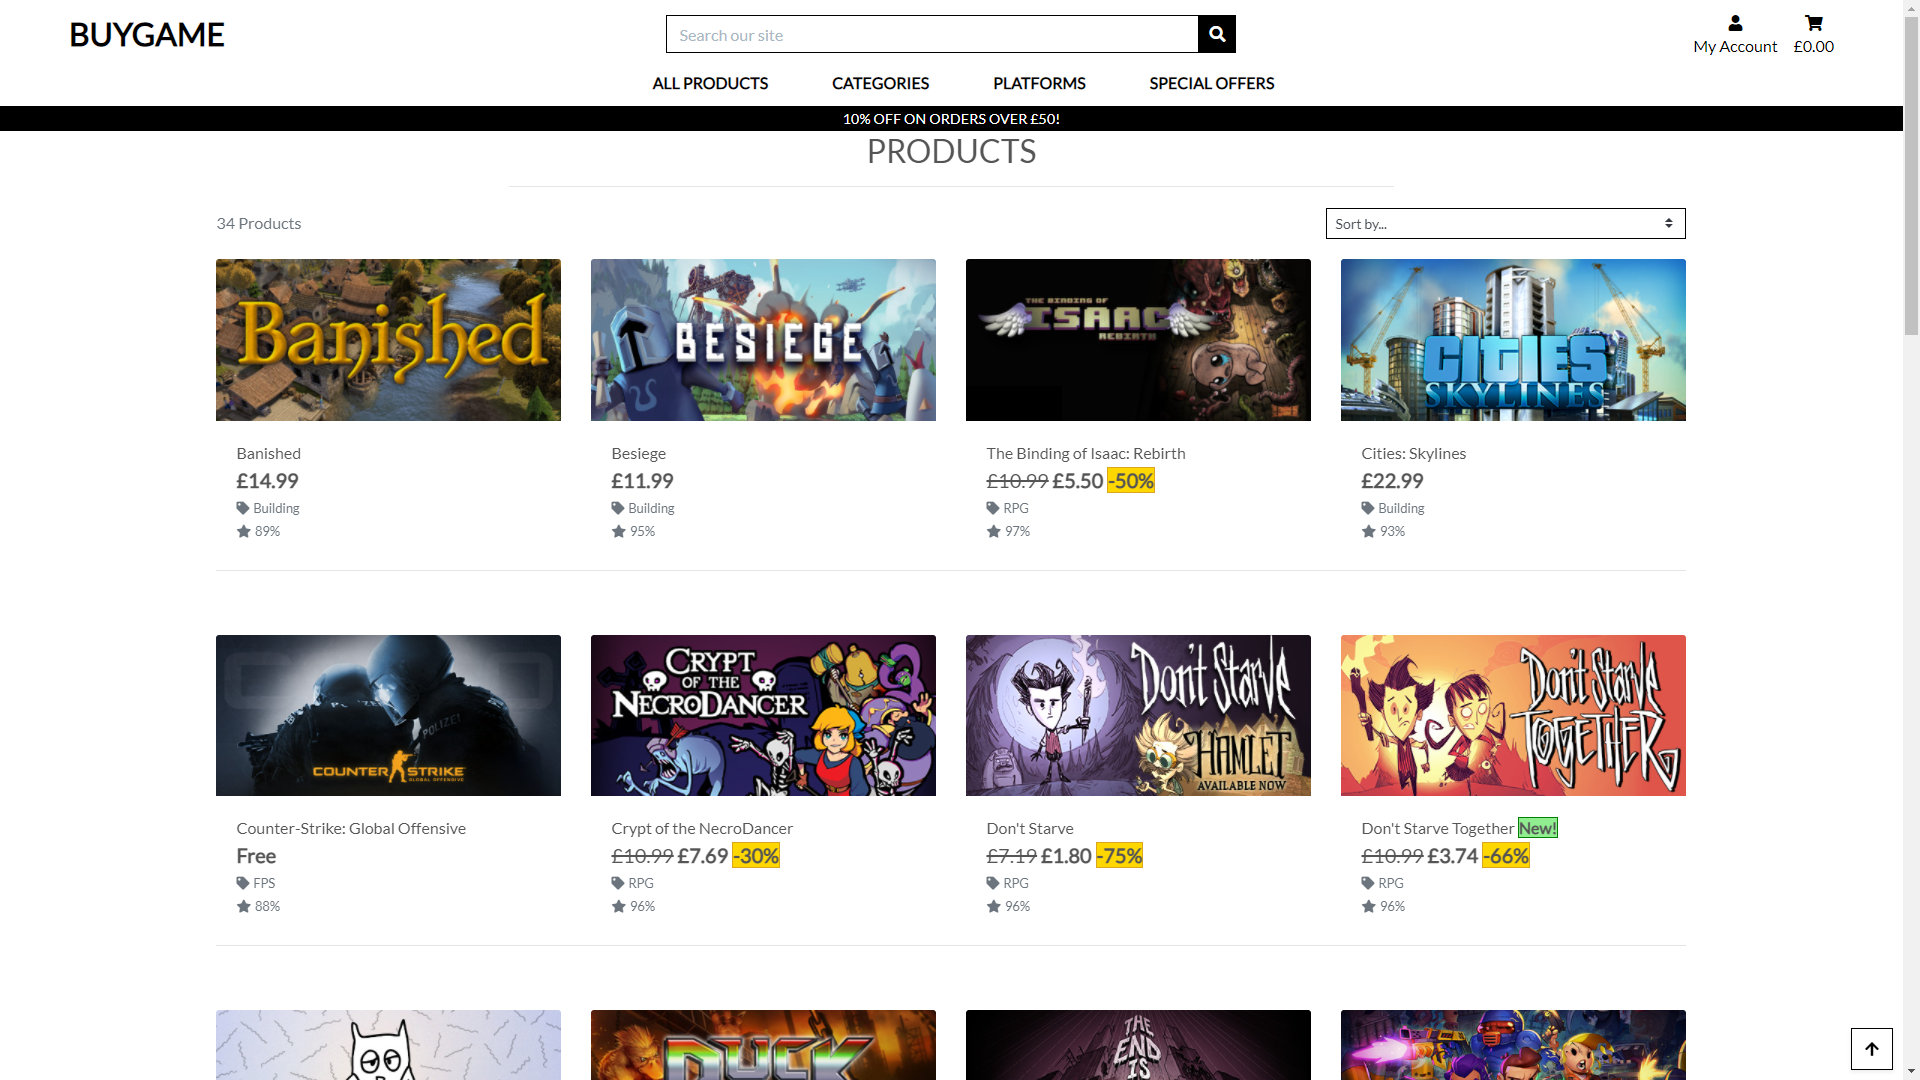 BUYGAME
Search our site
My Account
£0.00
ALL PRODUCTS
CATEGORIES
PLATFORMS
SPECIAL OFFERS
10% OFF ON ORDERS OVER £50!
PRODUCTS
34 Products
Sort by...
Banished
BESIEGE
THE BINDING OF
ISAAC
REBIRTH
CITIES
SKYLINES
Banished
£14.99
Building
89%
Besiege
£11.99
Building
95%
The Binding of Isaac: Rebirth
£10.99 £5.50 -50%
RPG
97%
Cities: Skylines
£22.99
Building
93%
POLIZEI
COUNTER STRIKE
GLOBAL OFFENSIVE
CRYPT
OF THE
NECRODANCER
Don't Starve
HAMLET
AVAILABLE NOW
Don't Starve
TOGETHER
Counter-Strike: Global Offensive
Free
FPS
88%
Crypt of the NecroDancer
£10.99 £7.69 -30%
RPG
96%
Don't Starve
£7.19 £1.80 -75%
RPG
96%
Don't Starve Together New!
£10.99 £3.74 -66%
RPG
96%
DUCK
THE
END
IS